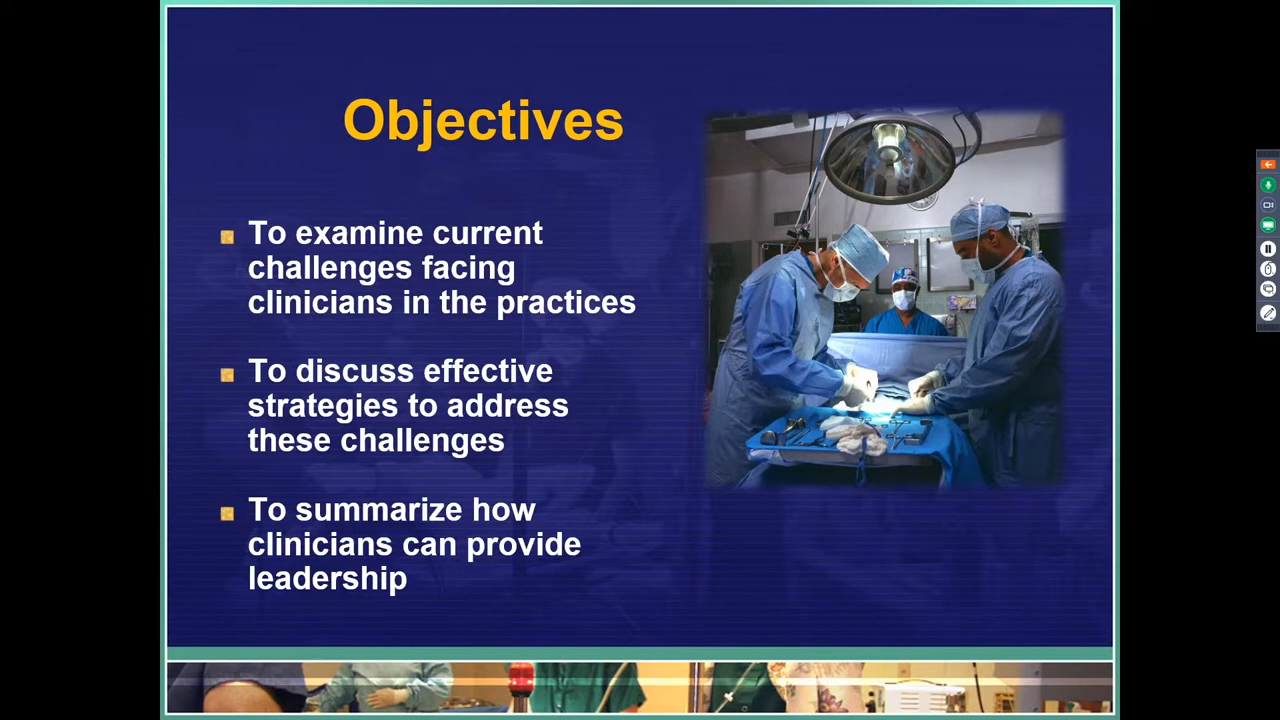 Objectives
To examine current
challenges facing
clinicians in the practices
To discuss effective
strategies to address
these challenges
To summarize how
clinicians can provide
leadership